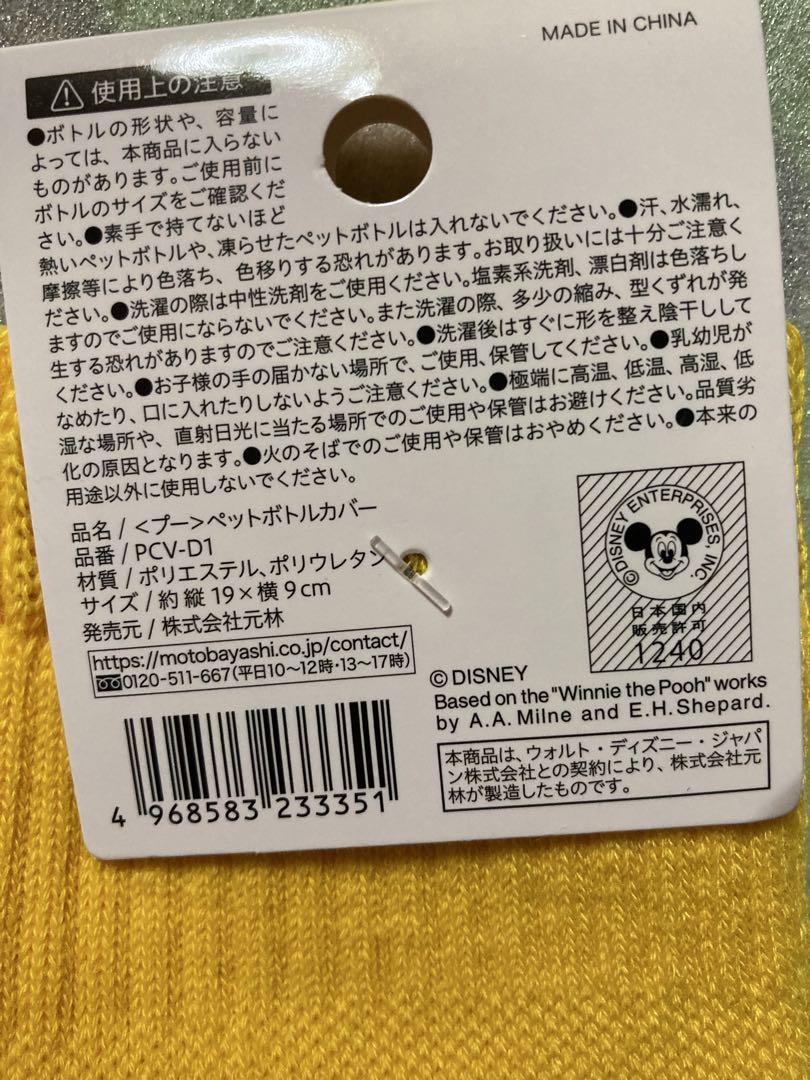 MADE IN CHINA
使用上の注意
●ボトルの形状や、容量に
よっては、本商品に入らない
ものがあります。ご使用前に
ボトルのサイズをご確認くだ
さい。●素手で持てないほど
熱いペットボトルや、凍らせたペットボトルは入れないでください。●汗、水濡れ、
摩擦等により色落ち、色移りする恐れがあります。お取り扱いには十分ご注意く
ださい。●洗濯の際は中性洗剤をご使用ください。塩素系洗剤、漂白剤は色落ちし
ますのでご使用にならないでください。また洗濯の際、多少の縮み、型くずれが発
生する恐れがありますのでご注意ください。●洗濯後はすぐに形を整え陰干しして
ください。●お子様の手の届かない場所で、ご使用、保管してください。●乳幼児が
なめたり、口に入れたりしないようご注意ください。●極端に高温、低温、高湿、低
湿な場所や、直射日光に当たる場所でのご使用や保管はお避けください。品質劣
化の原因となります。●火のそばでのご使用や保管はおやめください。●本来の
用途以外に使用しないでください。
品名 / <プー>ペットボトルカバー
品番 / PCV-D1
材質 / ポリエステル、ポリウレタン
サイズ / 約 縦 19×横 9cm
発売元 / 株式会社元林
https://motobayashi.co.jp/contact/
0120-511-667(平日10〜12時・13〜17時)
4 968583 233351
©DISNEY ENTERPRISES, INC.
日本国内
販売許可
1240
© DISNEY
Based on the "Winnie the Pooh" works
by A.A. Milne and E.H. Shepard.
本商品は、ウォルト・ディズニー・ジャパ
ン株式会社との契約により、株式会社元
林が製造したものです。